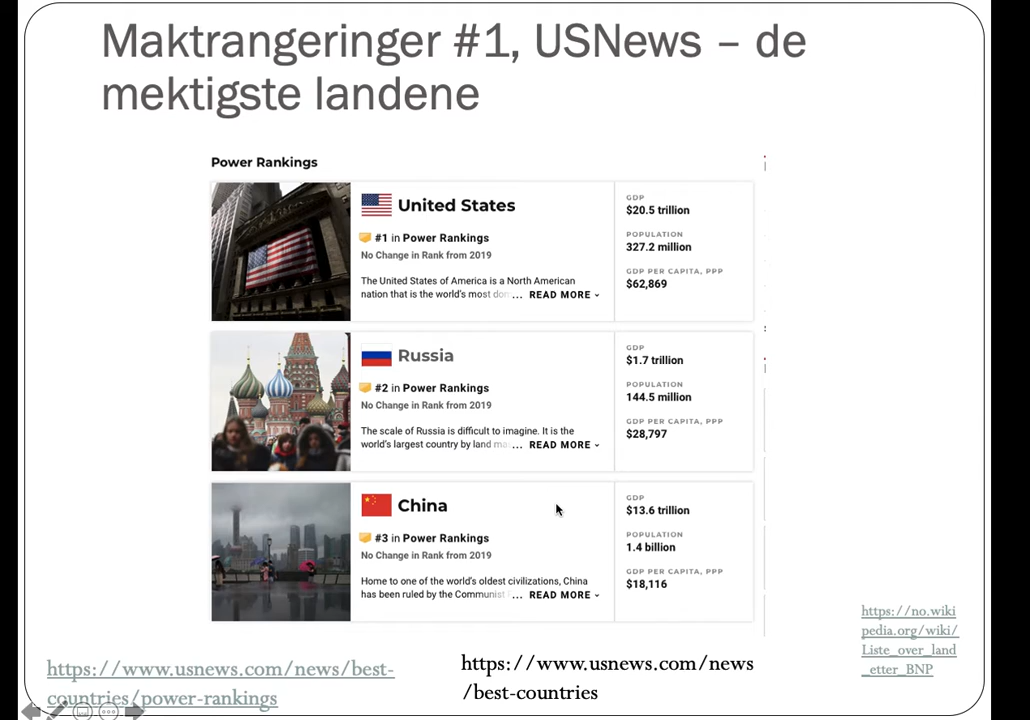 Maktrangeringer #1, USNews – de
mektigste landene
Power Rankings
United States
#1 in Power Rankings
No Change in Rank from 2019
The United States of America is a North American
nation that is the world's most don ... READ MORE
GDP
$20.5 trillion
POPULATION
327.2 million
GDP PER CAPITA, PPP
$62,869
Russia
#2 in Power Rankings
No Change in Rank from 2019
The scale of Russia is difficult to imagine. It is the
world's largest country by land ma ... READ MORE
GDP
$1.7 trillion
POPULATION
144.5 million
GDP PER CAPITA, PPP
$28,797
China
#3 in Power Rankings
No Change in Rank from 2019
Home to one of the world's oldest civilizations, China
has been ruled by the Communist ... READ MORE
GDP
$13.6 trillion
POPULATION
1.4 billion
GDP PER CAPITA, PPP
$18,116
https://www.usnews.com/news/best-
countries/power-rankings
https://www.usnews.com/news
/best-countries
https://no.wiki
pedia.org/wiki/
Liste_over_land
_etter_BNP